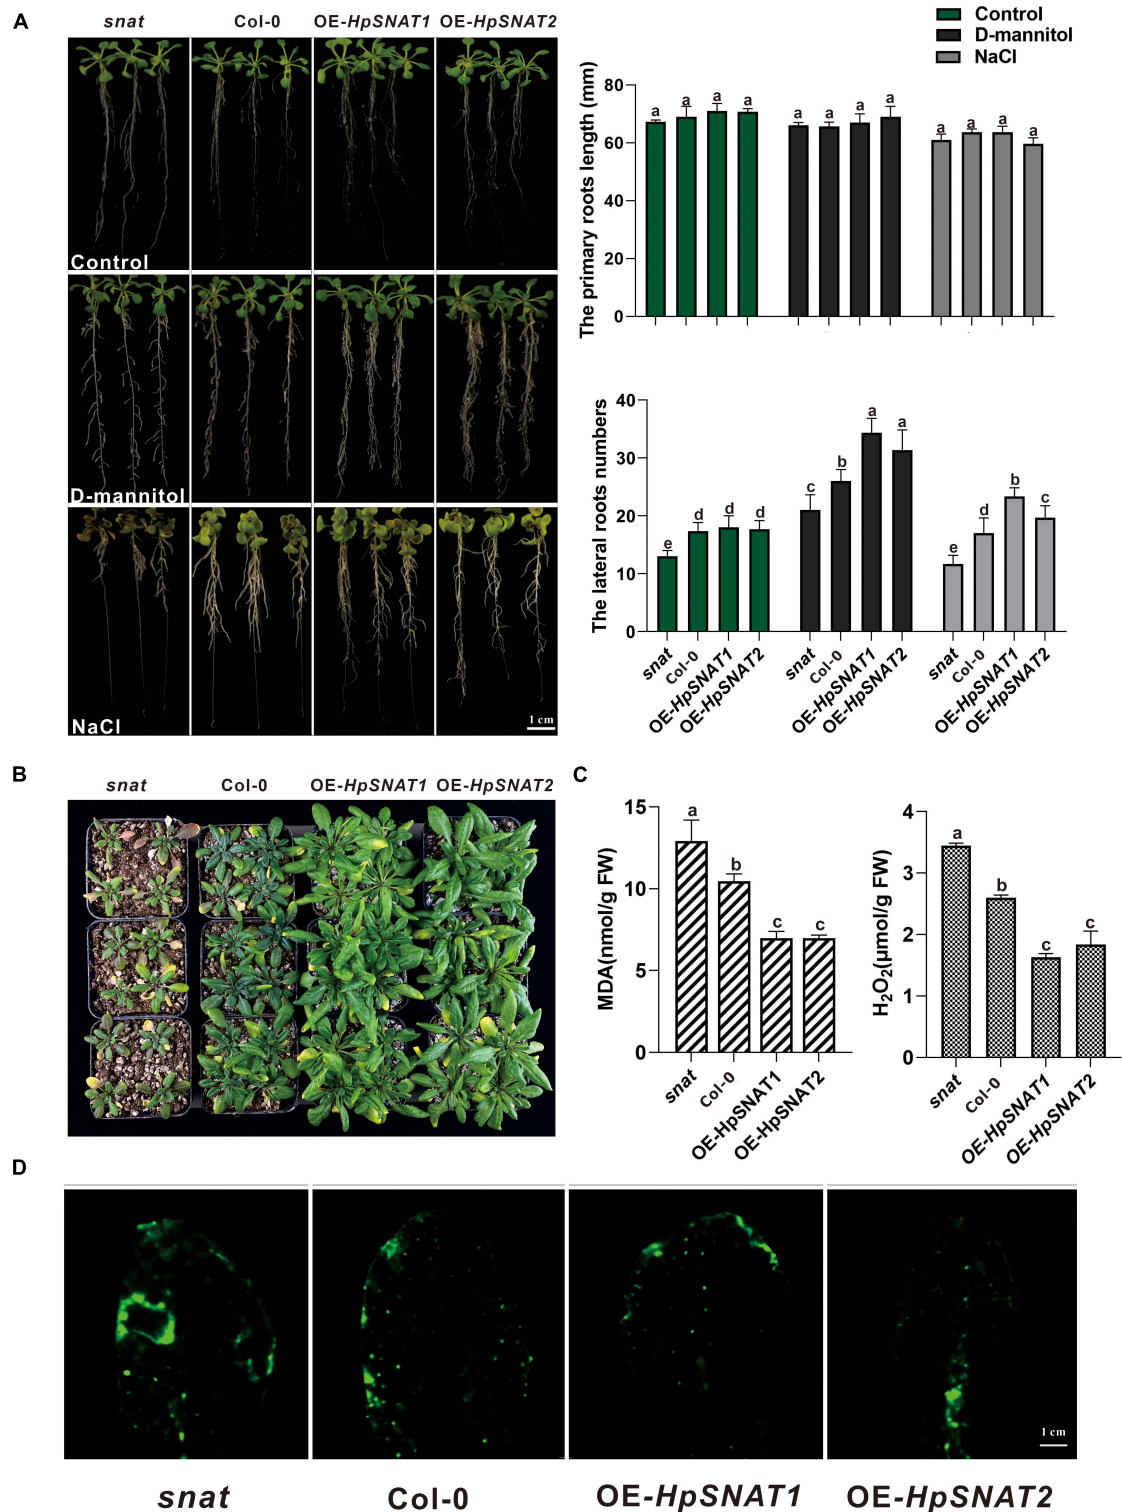 A
snat Col-0 OE-HpSNAT1 OE-HpSNAT2
Control
D-mannitol
NaCl
1 cm
Control
D-mannitol
NaCl
The primary roots length (mm)
80
60
40
20
0
a a a a a a a a a a a a
The lateral roots numbers
40
30
20
10
0
e d d d c b a a e d b c
snat Col-0 OE-HpSNAT1 OE-HpSNAT2 snat Col-0 OE-HpSNAT1 OE-HpSNAT2 snat Col-0 OE-HpSNAT1 OE-HpSNAT2
B
snat Col-0 OE-HpSNAT1 OE-HpSNAT2
C
MDA(nmol/g FW)
15
10
5
0
a b c c
snat Col-0 OE-HpSNAT1 OE-HpSNAT2
H₂O₂(μmol/g FW)
4
3
2
1
0
a b c c
snat Col-0 OE-HpSNAT1 OE-HpSNAT2
D
1 cm
snat Col-0 OE-HpSNAT1 OE-HpSNAT2